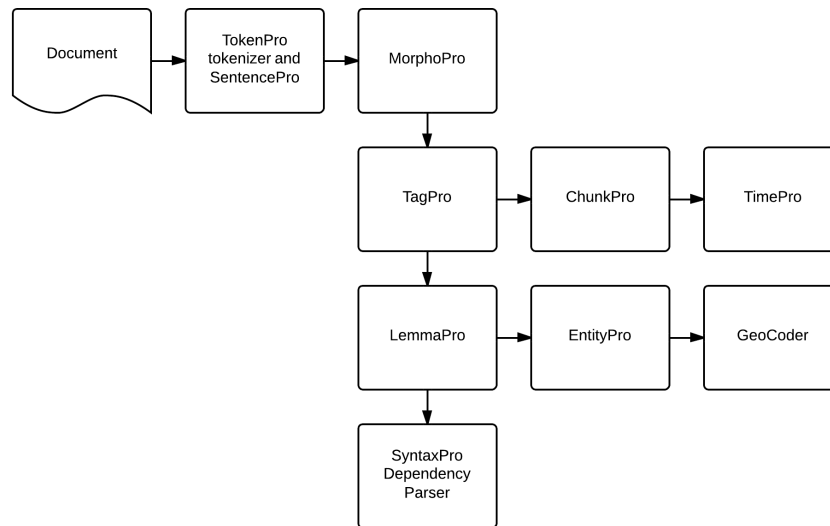 Document
TokenPro
tokenizer and
SentencePro
MorphoPro
TagPro
ChunkPro
TimePro
LemmaPro
EntityPro
GeoCoder
SyntaxPro
Dependency
Parser